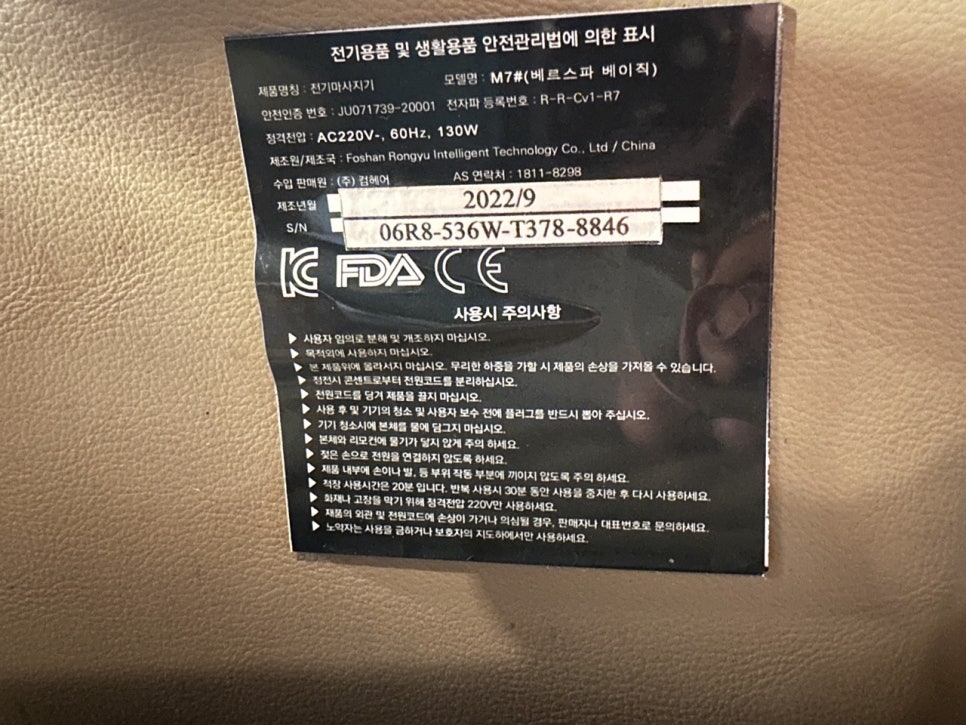 전기용품 및 생활용품 안전관리법에 의한 표시
제품명칭 : 전기마사지기 모델명 : M7#(베르스파 베이직)
안전인증 번호 : JU071739-20001 전자파 등록번호 : R-R-Cv1-R7
정격전압 : AC220V-, 60Hz, 130W
제조원/제조국 : Foshan Rongyu Intelligent Technology Co., Ltd / China
수입 판매원 : (주) 컴헤어 AS 연락처 : 1811-8298
제조년월 2022/9
S/N 06R8-536W-T378-8846
KC FDA CE
사용시 주의사항
▶ 사용자 임의로 분해 및 개조하지 마십시오.
▶ 목적외에 사용하지 마십시오.
▶ 본 제품위에 올라서지 마십시오. 무리한 하중을 가할 시 제품의 손상을 가져올 수 있습니다.
▶ 정전시 콘센트로부터 전원코드를 분리하십시오.
▶ 전원코드를 당겨 제품을 끌지 마십시오.
▶ 사용 후 및 기기의 청소 및 사용자 보수 전에 플러그를 반드시 뽑아 주십시오.
▶ 기기 청소시에 본체를 물에 담그지 마십시오.
▶ 본체와 리모컨에 물기가 닿지 않게 주의 하세요.
▶ 젖은 손으로 전원을 연결하지 않도록 하세요.
▶ 제품 내부에 손이나 발, 등 부위 작동 부분에 끼이지 않도록 주의 하세요.
▶ 적장 사용시간은 20분 입니다. 반복 사용시 30분 동안 사용을 중지한 후 다시 사용하세요.
▶ 화재나 고장을 막기 위해 정격전압 220V만 사용하세요.
▶ 재품의 외관 및 전원코드에 손상이 가거나 의심될 경우, 판매자나 대표번호로 문의하세요.
▶ 노약자는 사용을 금하거나 보호자의 지도하에서만 사용하세요.